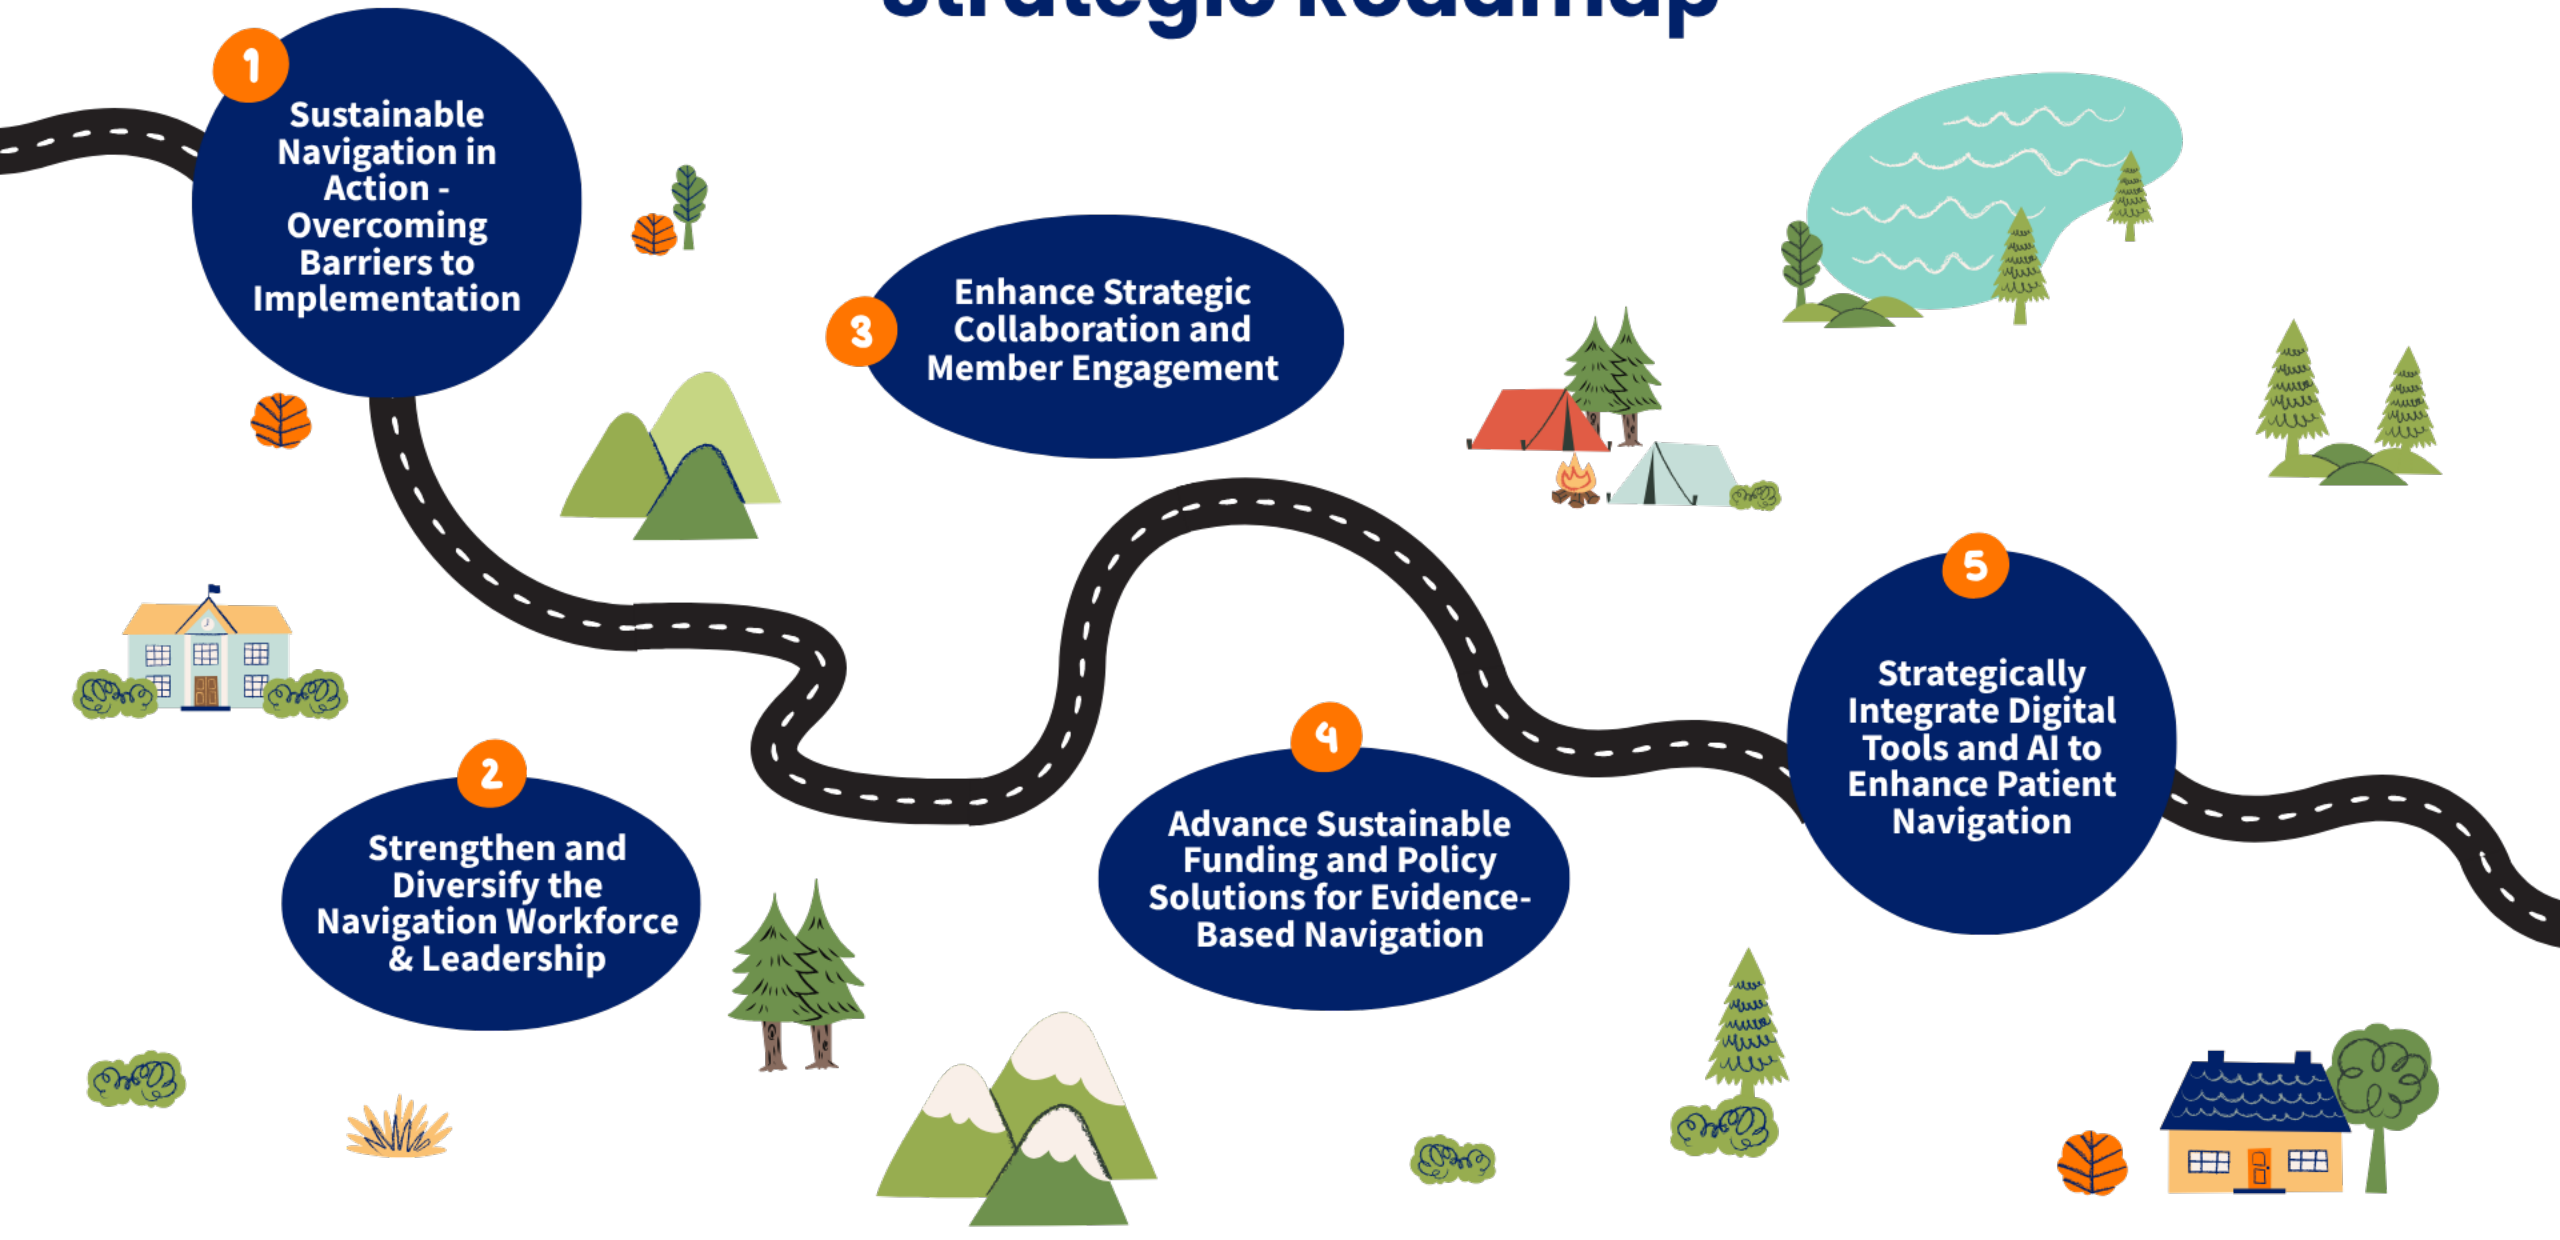 Strategic Roadmap
1
Sustainable
Navigation in
Action -
Overcoming
Barriers to
Implementation
2
Strengthen and
Diversify the
Navigation Workforce
& Leadership
3
Enhance Strategic
Collaboration and
Member Engagement
4
Advance Sustainable
Funding and Policy
Solutions for Evidence-
Based Navigation
5
Strategically
Integrate Digital
Tools and AI to
Enhance Patient
Navigation